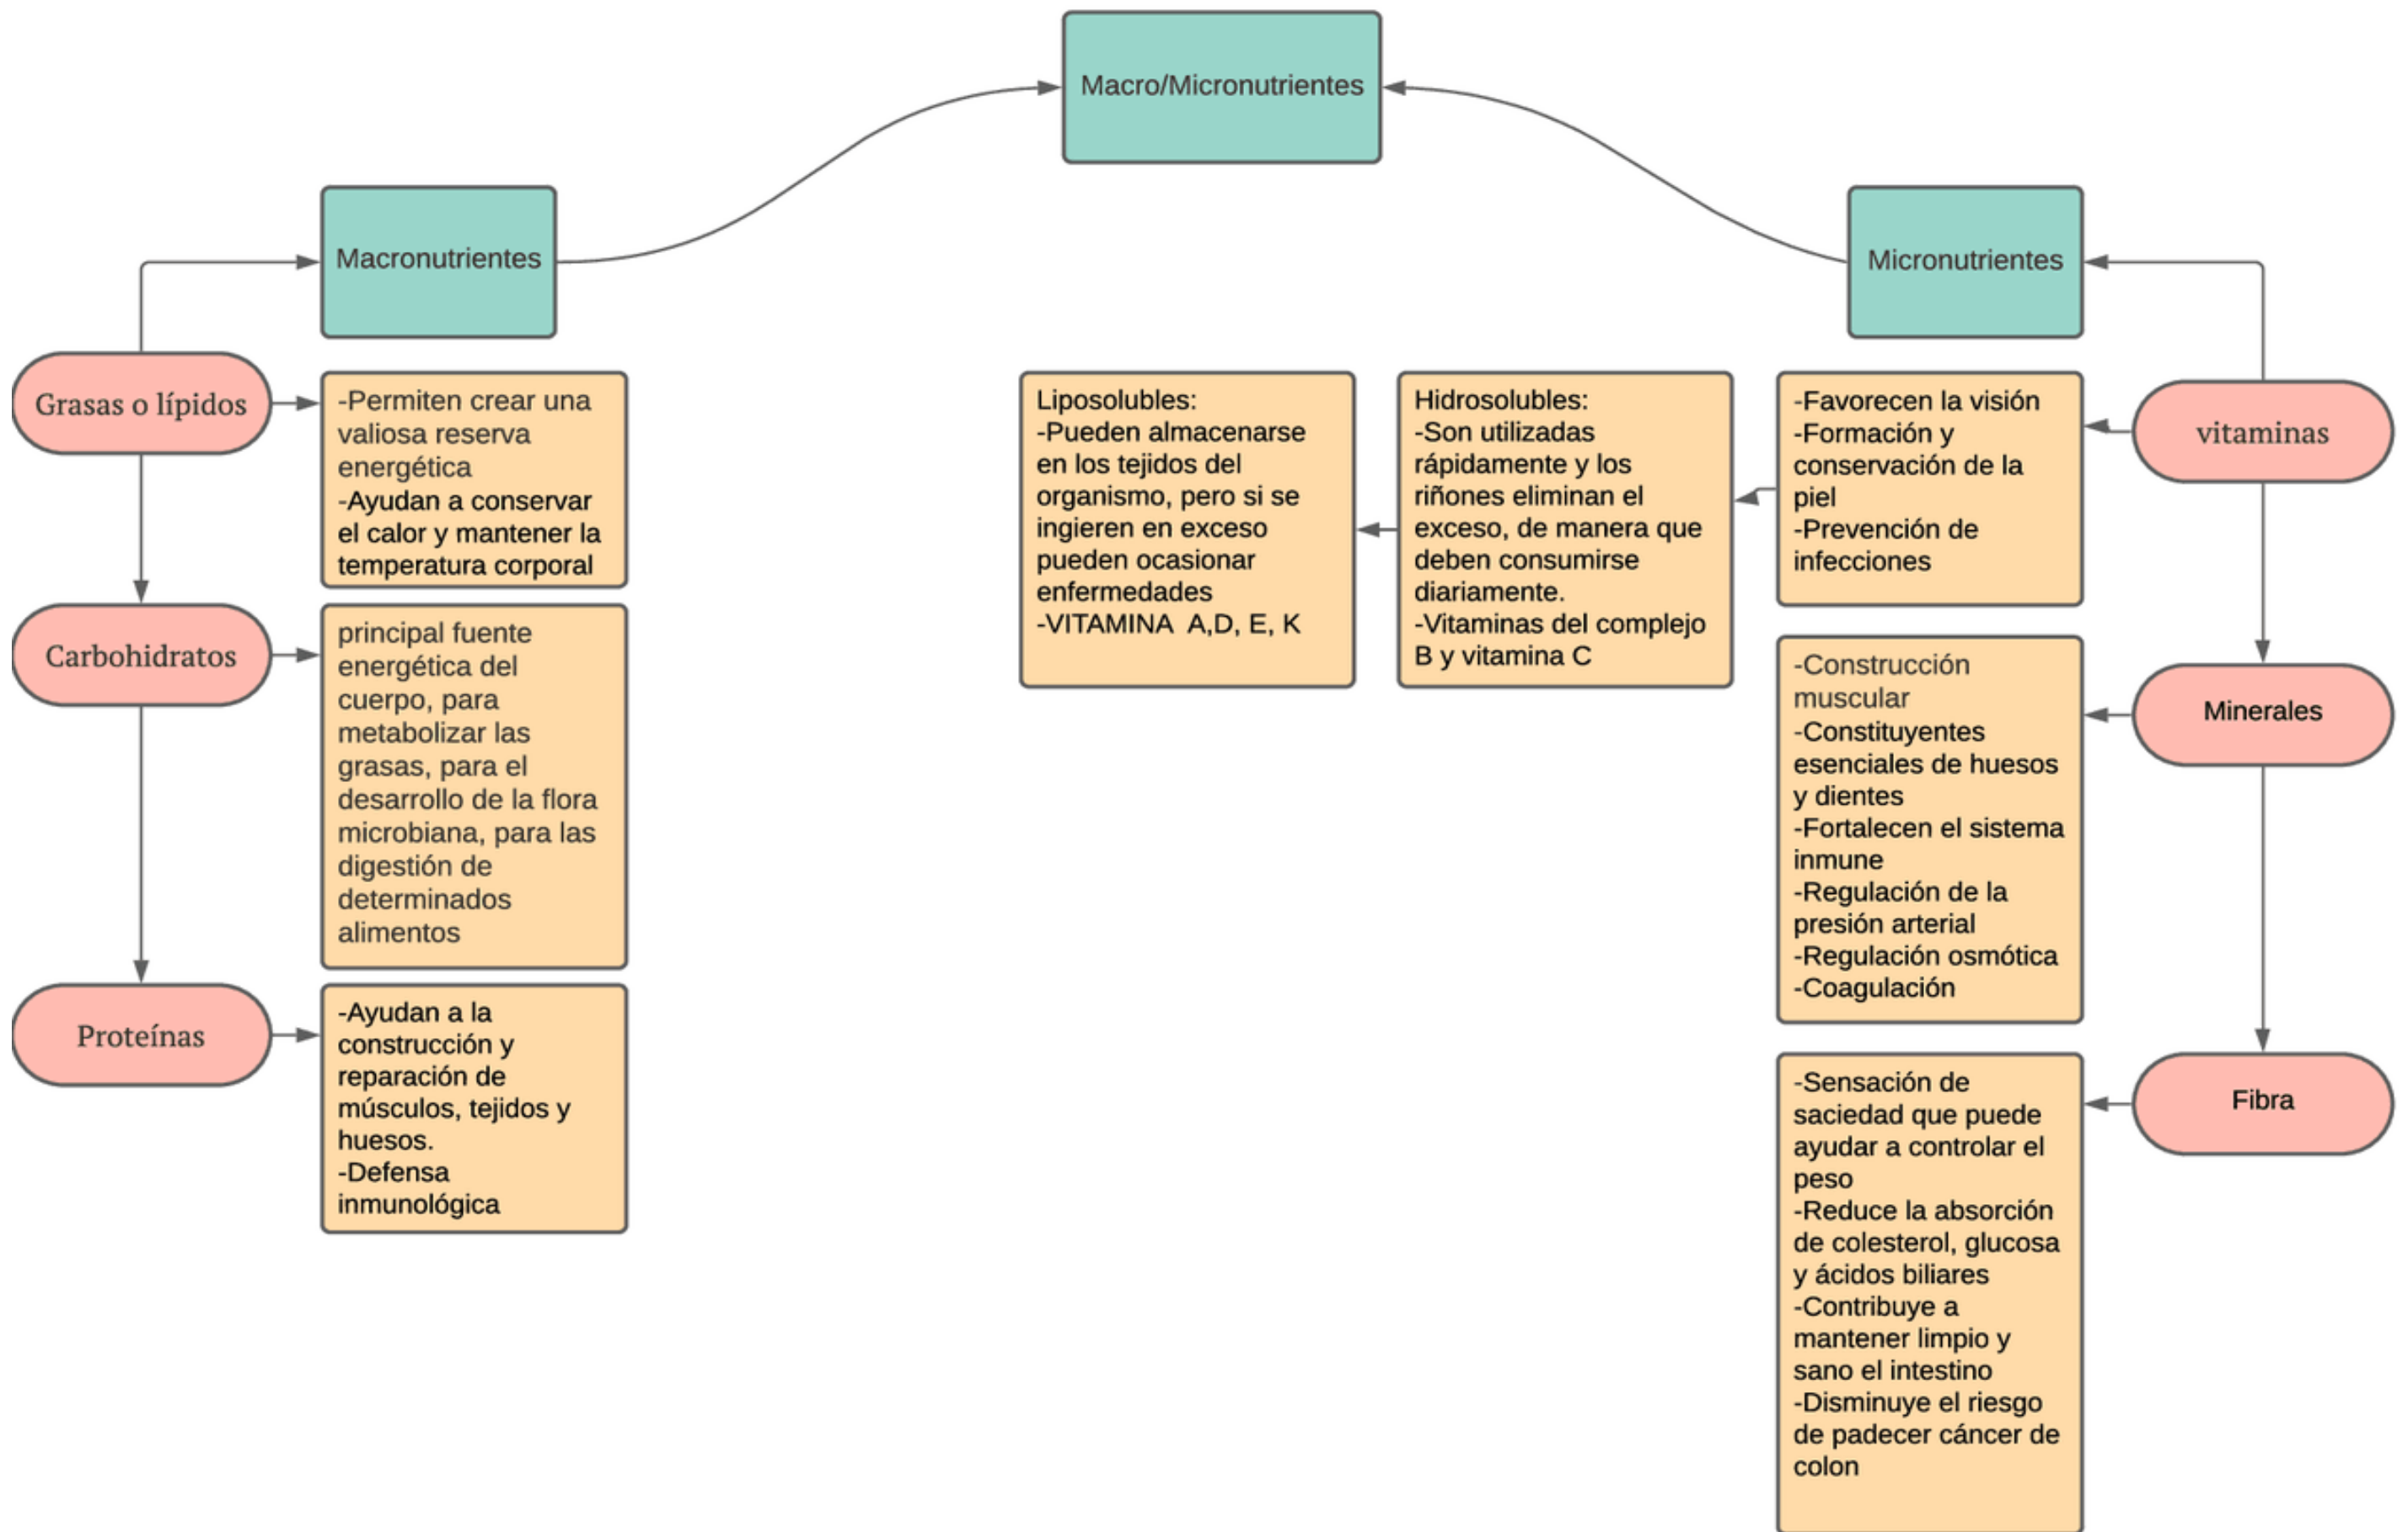 Macro/Micronutrientes
Macronutrientes
Micronutrientes
Grasas o lípidos
-Permiten crear una
valiosa reserva
energética
-Ayudan a conservar
el calor y mantener la
temperatura corporal
Carbohidratos
principal fuente
energética del
cuerpo, para
metabolizar las
grasas, para el
desarrollo de la flora
microbiana, para las
digestión de
determinados
alimentos
Proteínas
-Ayudan a la
construcción y
reparación de
músculos, tejidos y
huesos.
-Defensa
inmunológica
Liposolubles:
-Pueden almacenarse
en los tejidos del
organismo, pero si se
ingieren en exceso
pueden ocasionar
enfermedades
-VITAMINA  A,D, E, K
Hidrosolubles:
-Son utilizadas
rápidamente y los
riñones eliminan el
exceso, de manera que
deben consumirse
diariamente.
-Vitaminas del complejo
B y vitamina C
-Favorecen la visión
-Formación y
conservación de la
piel
-Prevención de
infecciones
vitaminas
-Construcción
muscular
-Constituyentes
esenciales de huesos
y dientes
-Fortalecen el sistema
inmune
-Regulación de la
presión arterial
-Regulación osmótica
-Coagulación
Minerales
-Sensación de
saciedad que puede
ayudar a controlar el
peso
-Reduce la absorción
de colesterol, glucosa
y ácidos biliares
-Contribuye a
mantener limpio y
sano el intestino
-Disminuye el riesgo
de padecer cáncer de
colon
Fibra